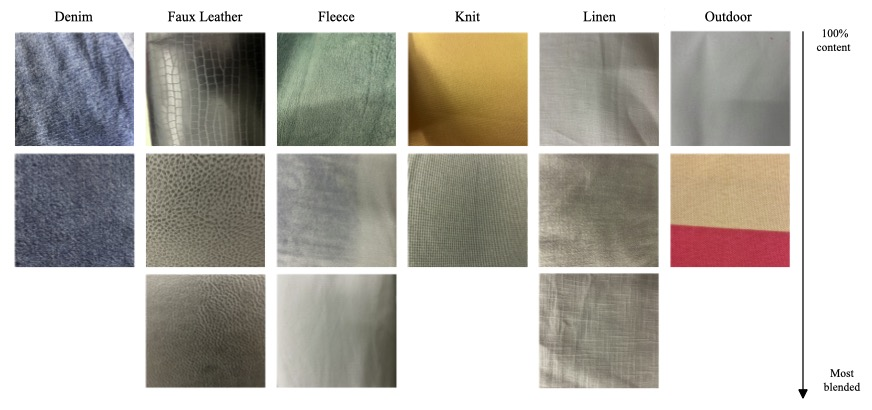 Denim
Faux Leather
Fleece
Knit
Linen
Outdoor
100%
content
Most
blended